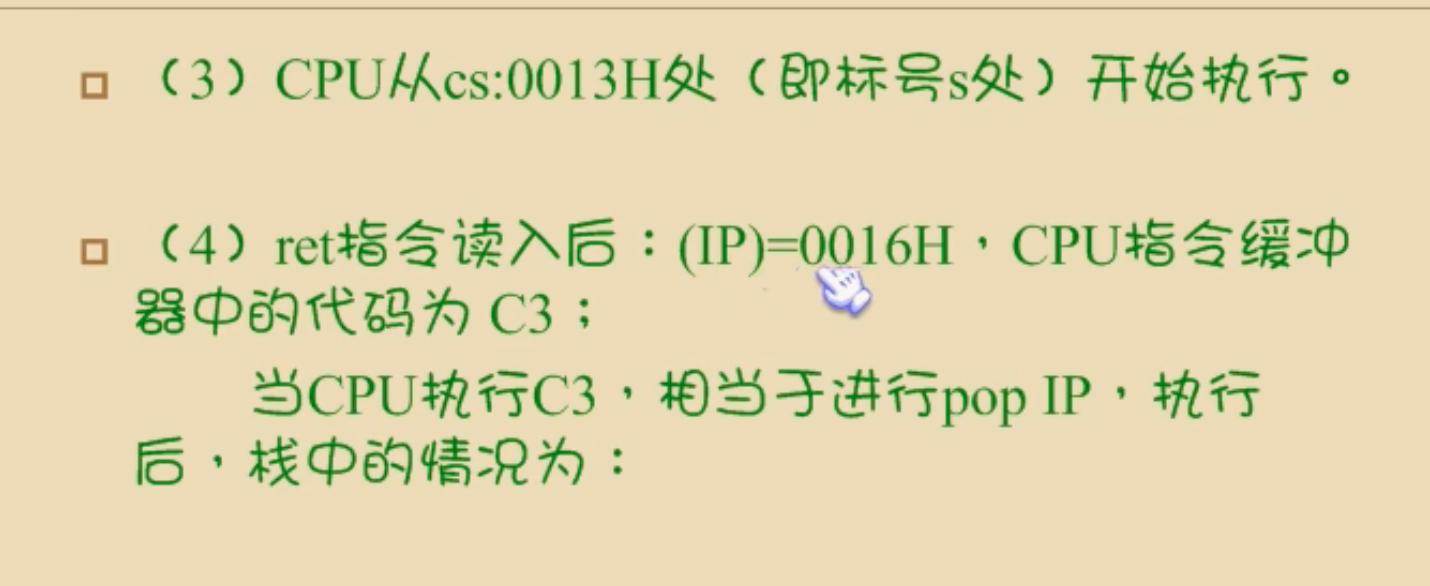 （3）CPU从cs:0013H处（即标号s处）开始执行。
（4）ret指令读入后：(IP)=0016H，CPU指令缓冲
器中的代码为 C3；
当CPU执行C3，相当于进行pop IP，执行
后，栈中的情况为：